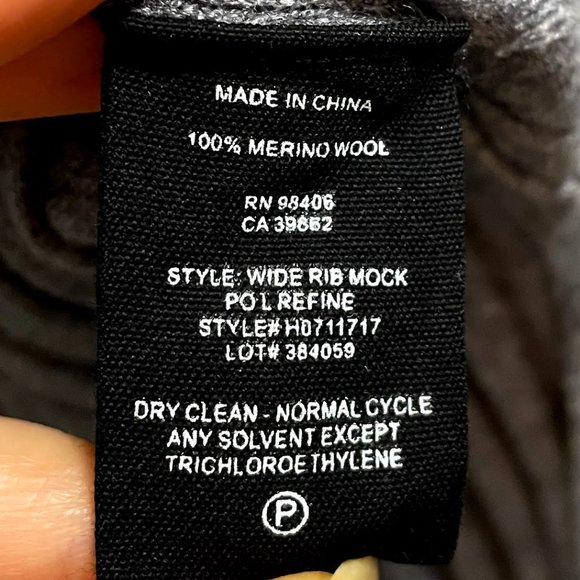 MADE IN CHINA
100% MERINO WOOL
RN 98406
CA 39862
STYLE: WIDE RIB MOCK
PO L REFINE
STYLE# H0711717
LOT# 384059
DRY CLEAN - NORMAL CYCLE
ANY SOLVENT EXCEPT
TRICHLOROETHYLENE
P